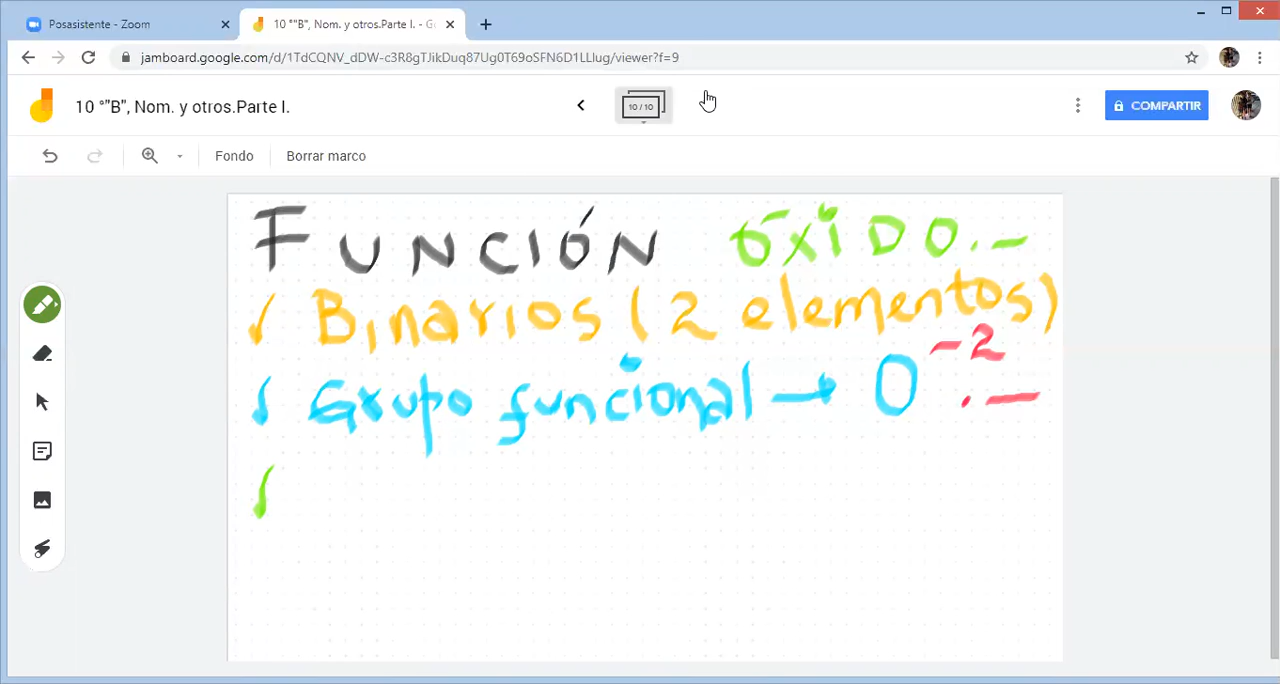 Posasistente - Zoom
10 °"B", Nom. y otros.Parte I. - G
jamboard.google.com/d/1TdCQNV_dDW-c3R8gTJikDuq87Ug0T69oSFN6D1LLlug/viewer?f=9
10 °"B", Nom. y otros.Parte I.
10 / 10
COMPARTIR
Fondo
Borrar marco
FUNCIÓN ÓXiDO.-
✓ Binarios (2 elementos)
✓ Grupo funcional → O⁻².-
✓